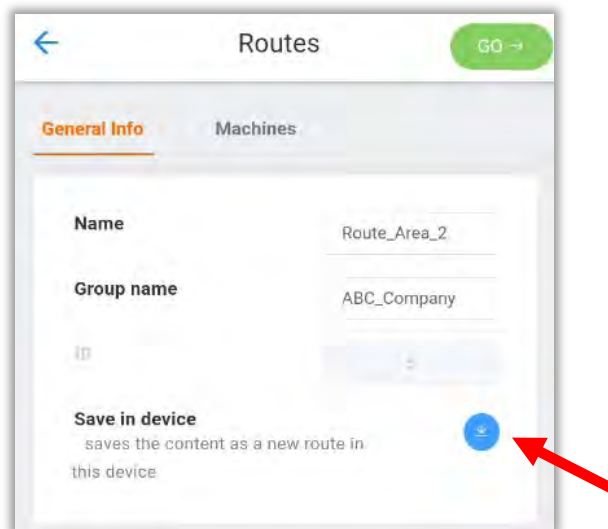 Routes
GO →
General Info Machines
Name Route_Area_2
Group name ABC_Company
ID
Save in device
saves the content as a new route in
this device